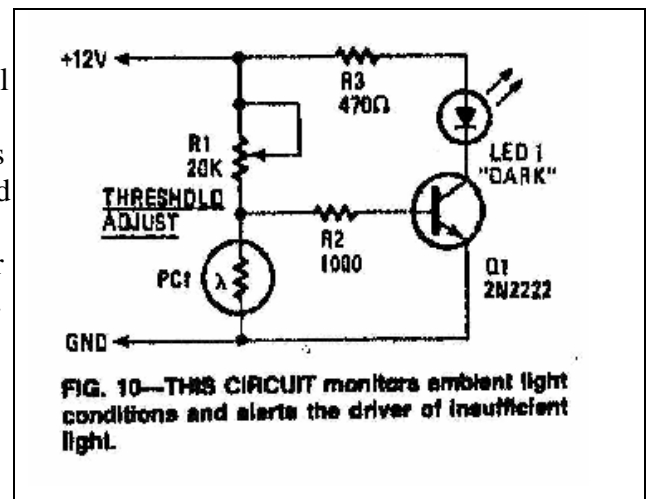 +12V
R3
470Ω
R1
20K
LED 1
"DARK"
THRESHOLD
ADJUST
R2
1000
PC1
λ
Q1
2N2222
GND
FIG. 10—THIS CIRCUIT monitors ambient light
conditions and alerts the driver of insufficient
light.